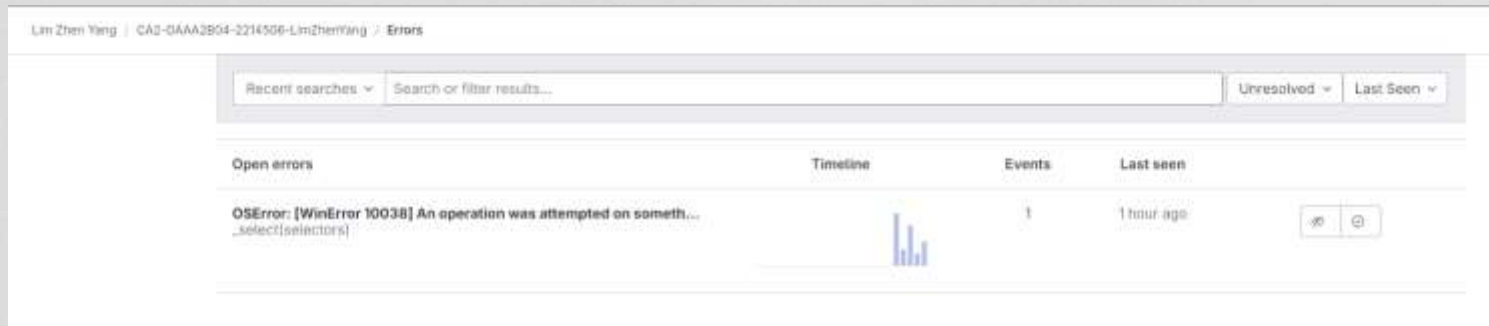 Lim Zhen Yang / CA2-DAAA2B04-2214506-LimZhenYang / Errors
Recent searches Search or filter results... Unresolved Last Seen
Open errors Timeline Events Last seen
OSError: [WinError 10038] An operation was attempted on someth... 1 1 hour ago
_select(selectors)